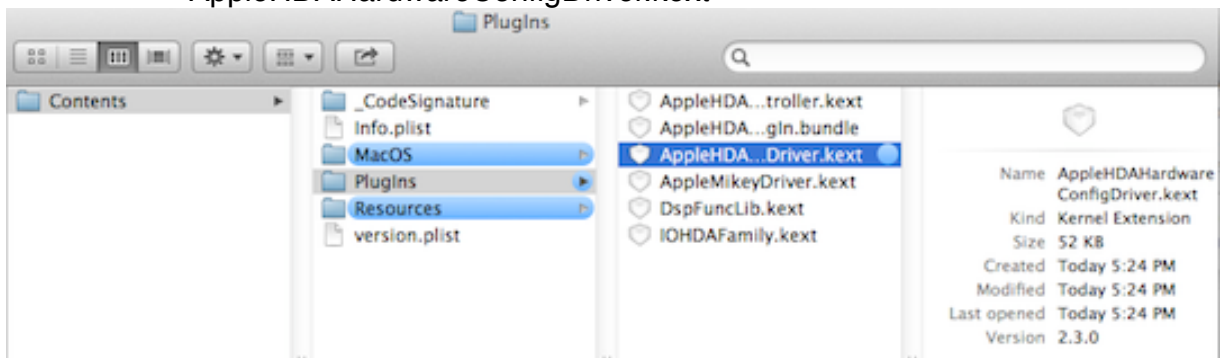 AppleHDAHardwareConfigDriver.kext
PlugIns
Contents
_CodeSignature
Info.plist
MacOS
PlugIns
Resources
version.plist
AppleHDA...troller.kext
AppleHDA...gIn.bundle
AppleHDA...Driver.kext
AppleMikeyDriver.kext
DspFuncLib.kext
IOHDAFamily.kext
Name AppleHDAHardware
ConfigDriver.kext
Kind Kernel Extension
Size 52 KB
Created Today 5:24 PM
Modified Today 5:24 PM
Last opened Today 5:24 PM
Version 2.3.0